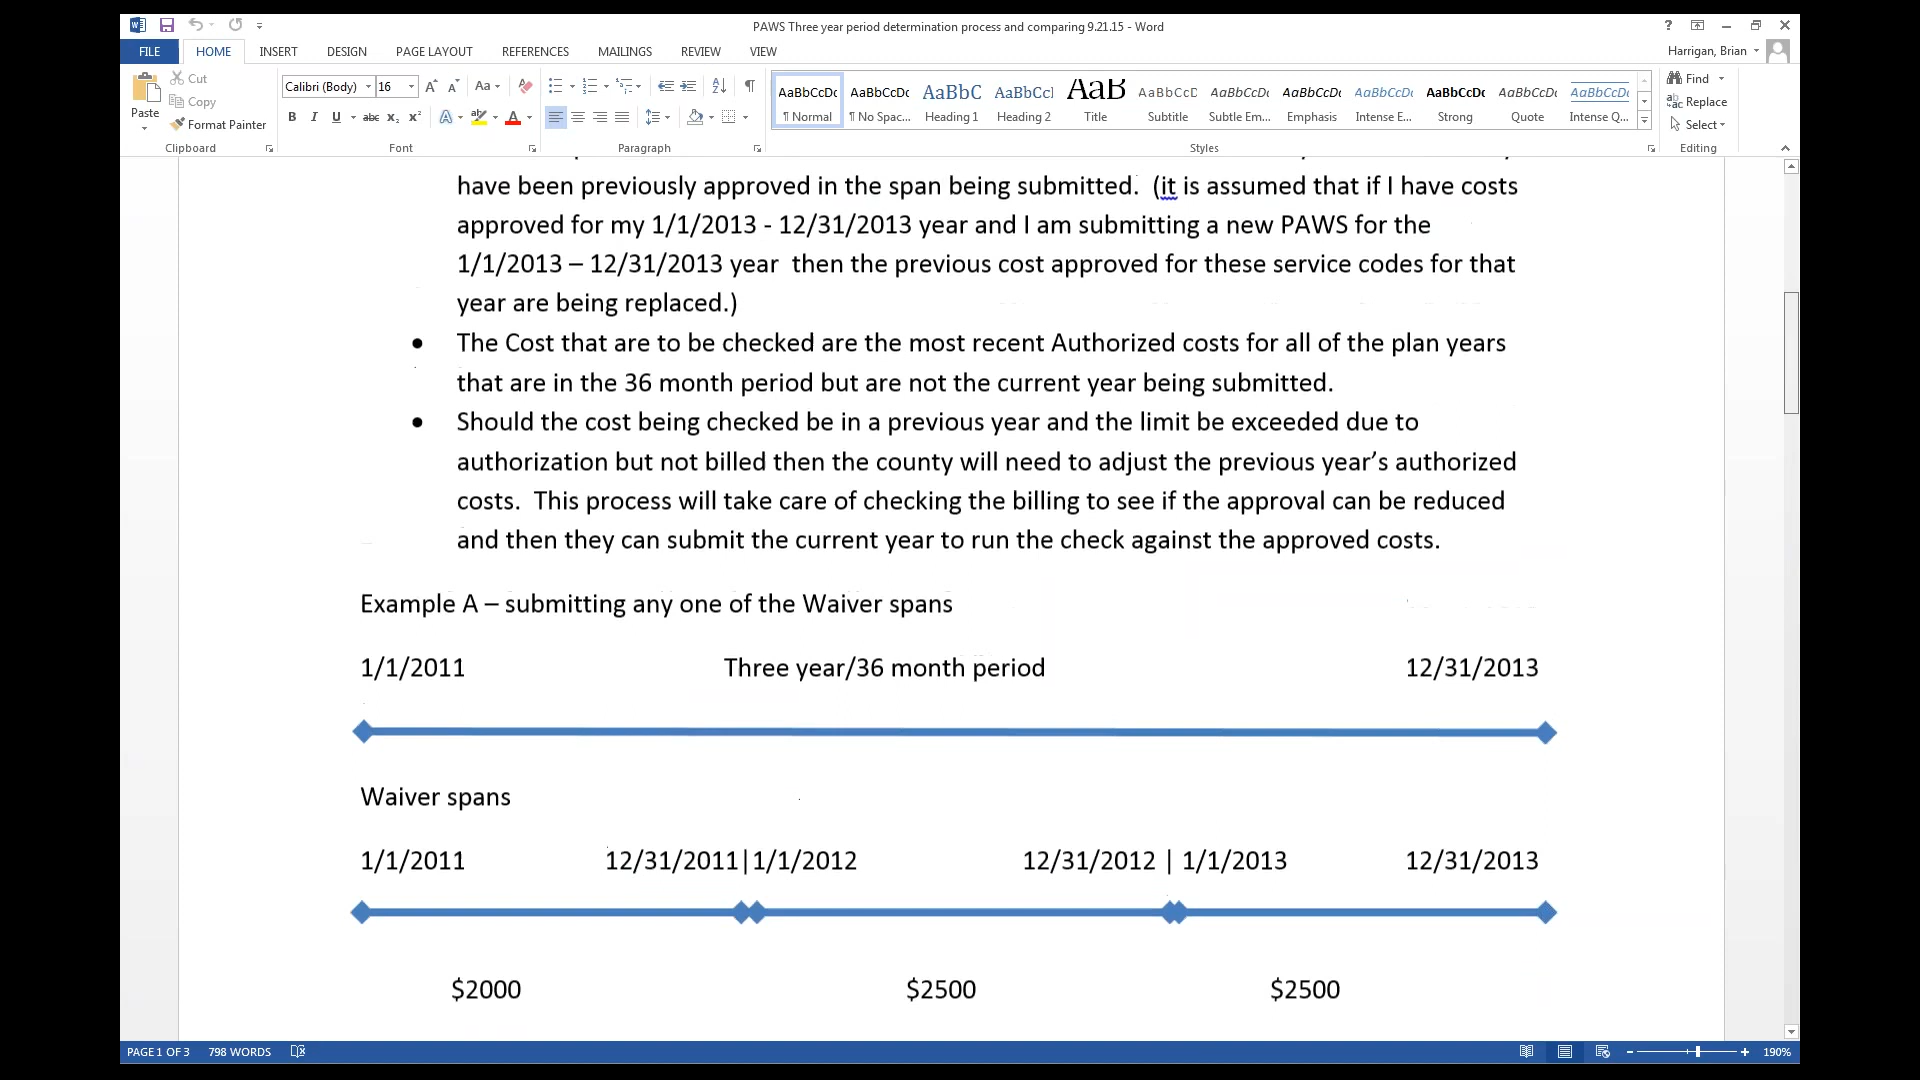 PAWS Three year period determination process and comparing 9.21.15 - Word
?
FILE HOME INSERT DESIGN PAGE LAYOUT REFERENCES MAILINGS REVIEW VIEW
Harrigan, Brian
Paste
Cut
Copy
Format Painter
Clipboard
Calibri (Body) 16
Aa
B I U abc x₂ x² A A
Font
Paragraph
AaBbCcDc AaBbCcDc AaBbC AaBbCcI AaB AaBbCcD AaBbCcDc AaBbCcDc AaBbCcDc AaBbCcDc AaBbCcDc AaBbCcDc
¶ Normal ¶ No Spac... Heading 1 Heading 2 Title Subtitle Subtle Em... Emphasis Intense E... Strong Quote Intense Q...
Styles
Find
Replace
Select
Editing
have been previously approved in the span being submitted. (it is assumed that if I have costs
approved for my 1/1/2013 - 12/31/2013 year and I am submitting a new PAWS for the
1/1/2013 – 12/31/2013 year then the previous cost approved for these service codes for that
year are being replaced.)
• The Cost that are to be checked are the most recent Authorized costs for all of the plan years
that are in the 36 month period but are not the current year being submitted.
• Should the cost being checked be in a previous year and the limit be exceeded due to
authorization but not billed then the county will need to adjust the previous year’s authorized
costs. This process will take care of checking the billing to see if the approval can be reduced
and then they can submit the current year to run the check against the approved costs.
Example A – submitting any one of the Waiver spans
1/1/2011 Three year/36 month period 12/31/2013
Waiver spans
1/1/2011 12/31/2011|1/1/2012 12/31/2012 | 1/1/2013 12/31/2013
$2000 $2500 $2500
PAGE 1 OF 3 798 WORDS 190%